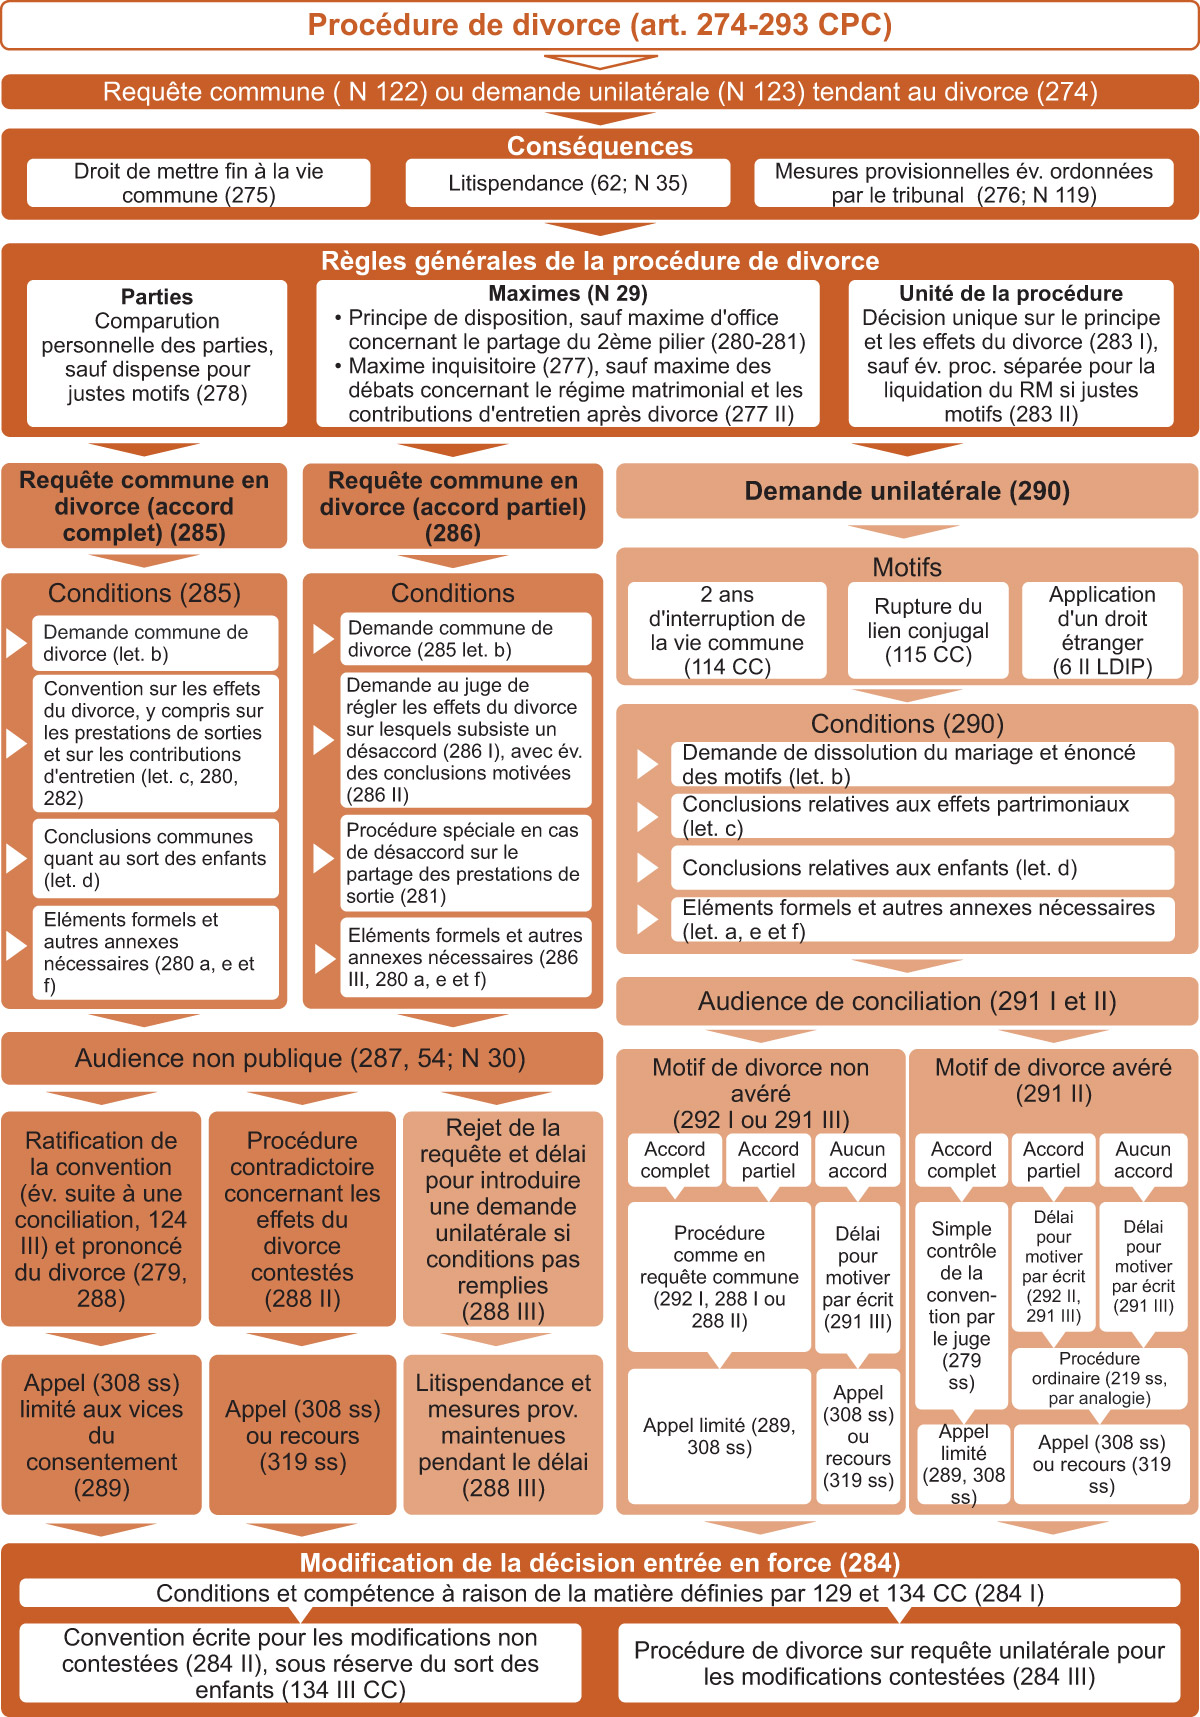 Procédure de divorce (art. 274-293 CPC)
Requête commune ( N 122) ou demande unilatérale (N 123) tendant au divorce (274)
Conséquences
Droit de mettre fin à la vie
commune (275)
Litispendance (62; N 35)
Mesures provisionnelles év. ordonnées
par le tribunal (276; N 119)
Règles générales de la procédure de divorce
Parties
Comparution
personnelle des parties,
sauf dispense pour
justes motifs (278)
Maximes (N 29)
• Principe de disposition, sauf maxime d'office
concernant le partage du 2ème pilier (280-281)
• Maxime inquisitoire (277), sauf maxime des
débats concernant le régime matrimonial et les
contributions d'entretien après divorce (277 II)
Unité de la procédure
Décision unique sur le principe
et les effets du divorce (283 I),
sauf év. proc. séparée pour la
liquidation du RM si justes
motifs (283 II)
Requête commune en
divorce (accord
complet) (285)
Conditions (285)
Demande commune de
divorce (let. b)
Convention sur les effets
du divorce, y compris sur
les prestations de sorties
et sur les contributions
d'entretien (let. c, 280,
282)
Conclusions communes
quant au sort des enfants
(let. d)
Eléments formels et
autres annexes
nécessaires (280 a, e et
f)
Requête commune en
divorce (accord partiel)
(286)
Conditions
Demande commune de
divorce (285 let. b)
Demande au juge de
régler les effets du divorce
sur lesquels subsiste un
désaccord (286 I), avec év.
des conclusions motivées
(286 II)
Procédure spéciale en cas
de désaccord sur le
partage des prestations de
sortie (281)
Eléments formels et autres
annexes nécessaires (286
III, 280 a, e et f)
Demande unilatérale (290)
Motifs
2 ans
d'interruption de
la vie commune
(114 CC)
Rupture du
lien conjugal
(115 CC)
Application
d'un droit
étranger
(6 II LDIP)
Conditions (290)
Demande de dissolution du mariage et énoncé
des motifs (let. b)
Conclusions relatives aux effets partrimoniaux
(let. c)
Conclusions relatives aux enfants (let. d)
Eléments formels et autres annexes nécessaires
(let. a, e et f)
Audience non publique (287, 54; N 30)
Ratification de
la convention
(év. suite à une
conciliation, 124
III) et prononcé
du divorce (279,
288)
Procédure
contradictoire
concernant les
effets du
divorce
contestés
(288 II)
Rejet de la
requête et délai
pour introduire
une demande
unilatérale si
conditions pas
remplies
(288 III)
Appel (308 ss)
limité aux vices
du
consentement
(289)
Appel (308 ss)
ou recours
(319 ss)
Litispendance et
mesures prov.
maintenues
pendant le délai
(288 III)
Audience de conciliation (291 I et II)
Motif de divorce non
avéré
(292 I ou 291 III)
Accord
complet
Accord
partiel
Aucun
accord
Procédure
comme en
requête commune
(292 I, 288 I ou
288 II)
Délai
pour
motiver
par écrit
(291 III)
Appel limité (289,
308 ss)
Appel
(308 ss)
ou
recours
(319 ss)
Motif de divorce avéré
(291 II)
Accord
complet
Accord
partiel
Aucun
accord
Simple
contrôle
de la
conven-
tion par
le juge
(279
ss)
Délai
pour
motiver
par écrit
(292 II,
291 III)
Délai
pour
motiver
par écrit
(291 III)
Procédure
ordinaire (219 ss,
par analogie)
Appel
limité
(289, 308
ss)
Appel (308 ss)
ou recours (319
ss)
Modification de la décision entrée en force (284)
Conditions et compétence à raison de la matière définies par 129 et 134 CC (284 I)
Convention écrite pour les modifications non
contestées (284 II), sous réserve du sort des
enfants (134 III CC)
Procédure de divorce sur requête unilatérale pour
les modifications contestées (284 III)